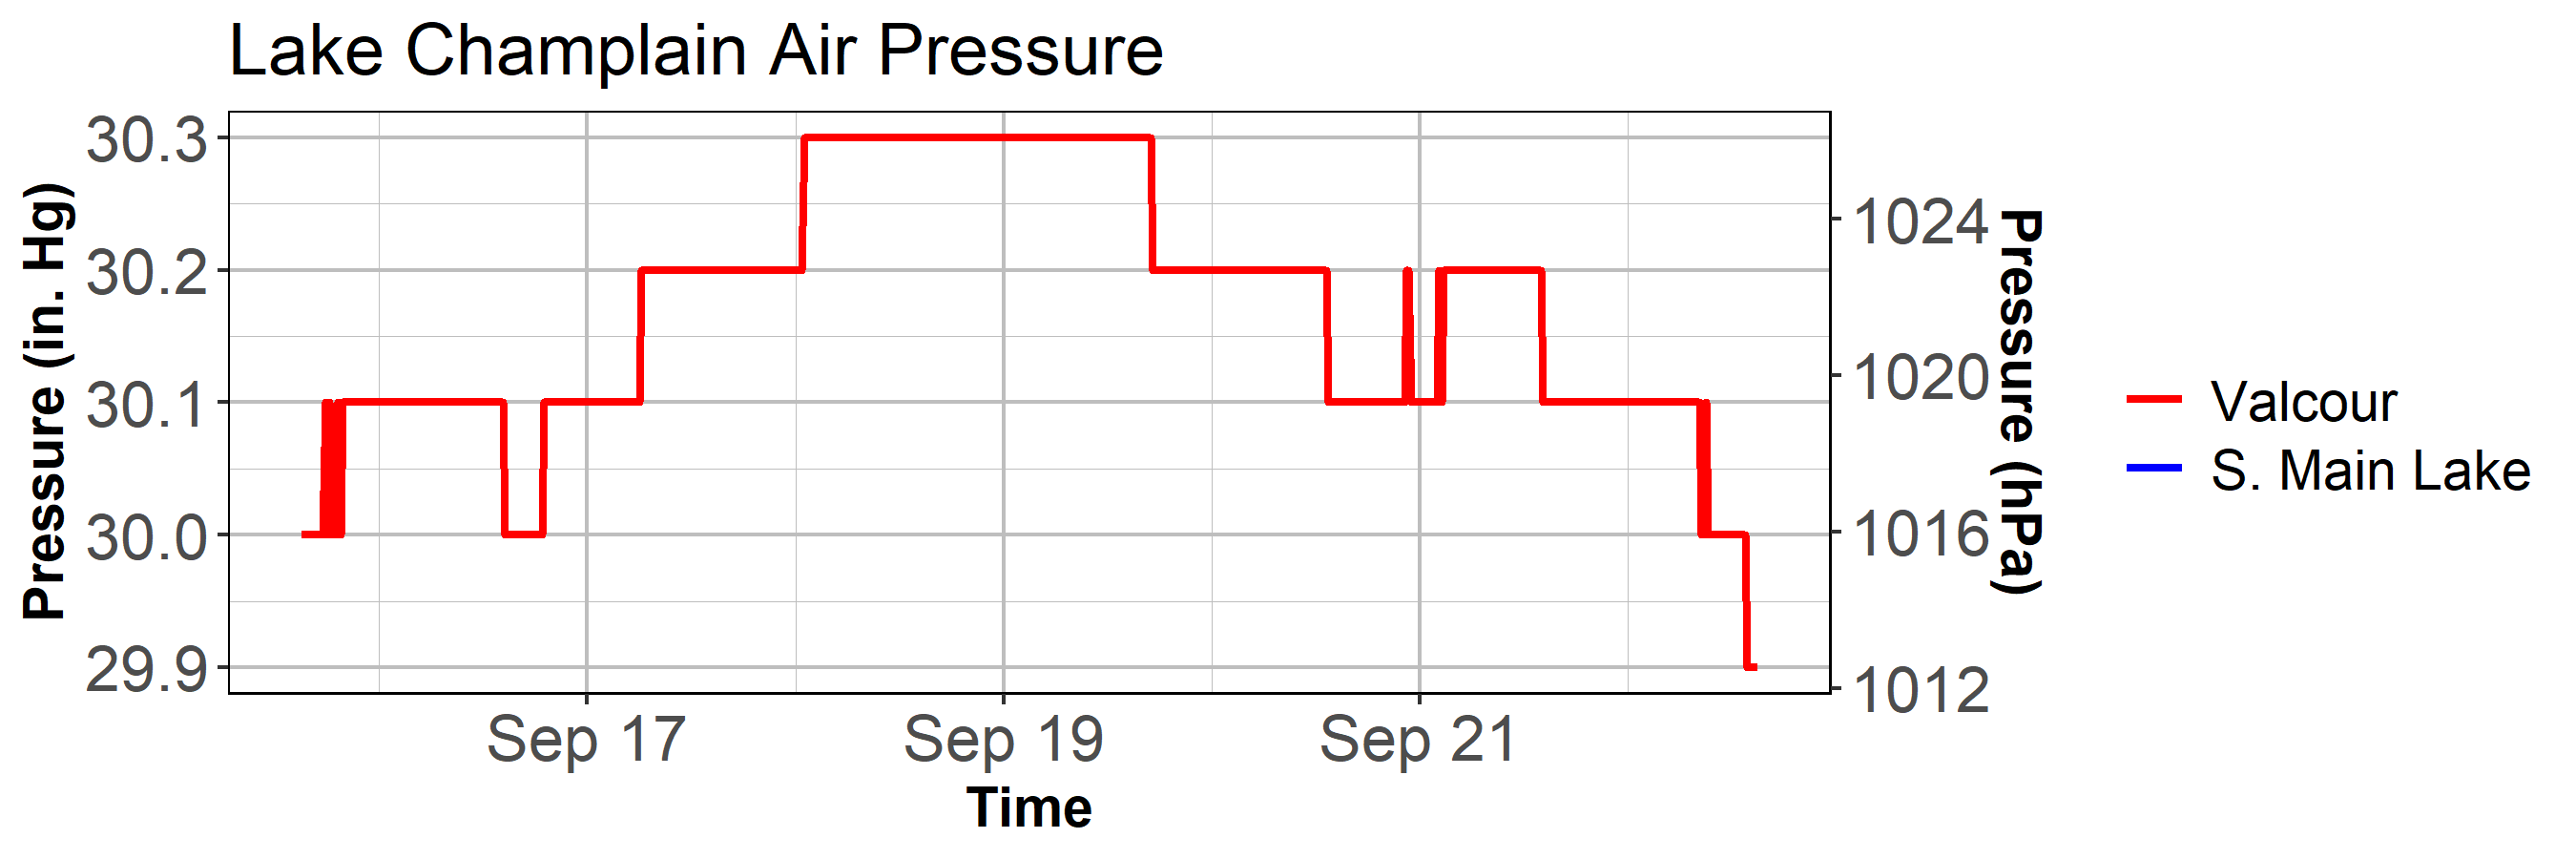 Lake Champlain Air Pressure
30.3
30.2
30.1
30.0
29.9
Pressure (in. Hg)
1024
1020
1016
1012
Pressure (hPa)
Sep 17
Sep 19
Sep 21
Time
Valcour
S. Main Lake